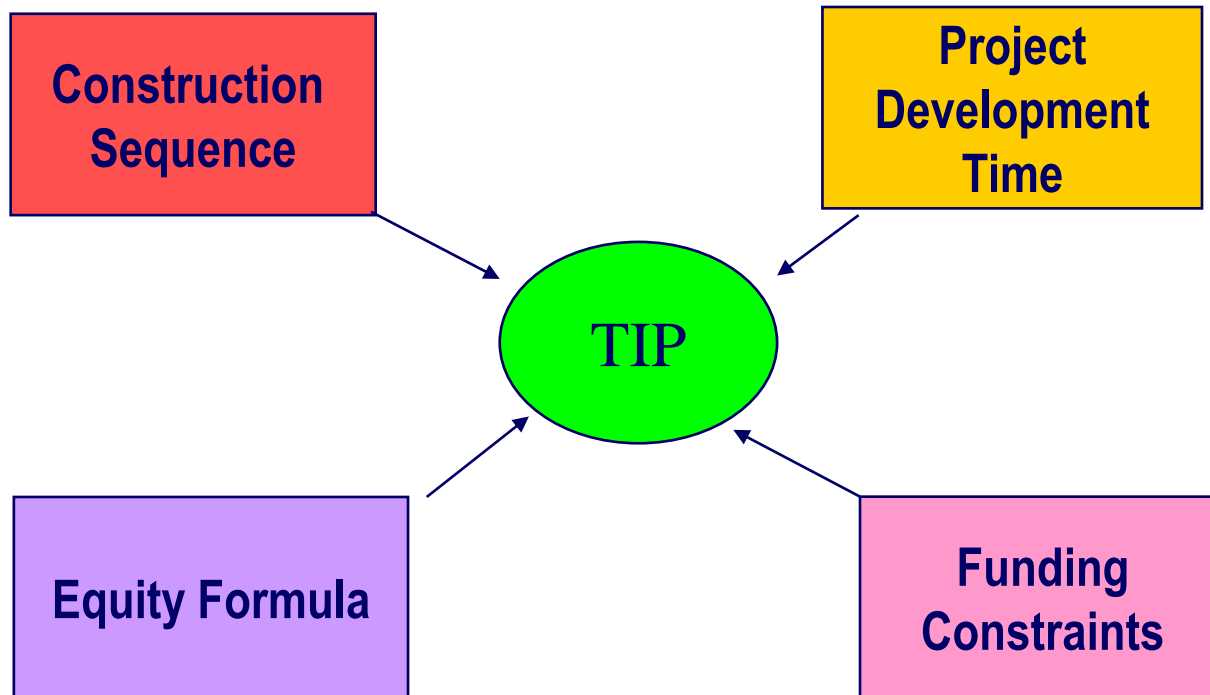 Construction
Sequence
Project
Development
Time
TIP
Equity Formula
Funding
Constraints